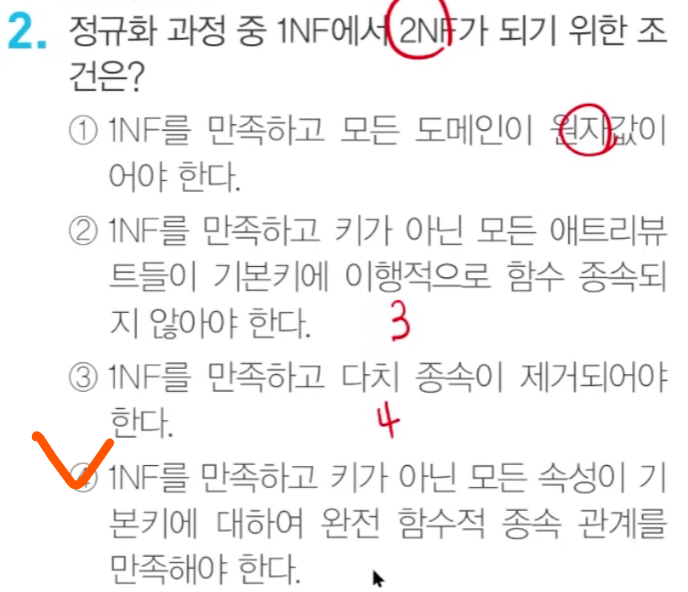 2. 정규화 과정 중 1NF에서 2NF가 되기 위한 조
건은?
① 1NF를 만족하고 모든 도메인이 원자값이
어야 한다.
② 1NF를 만족하고 키가 아닌 모든 애트리뷰
트들이 기본키에 이행적으로 함수 종속되
지 않아야 한다. 3
③ 1NF를 만족하고 다치 종속이 제거되어야
한다. 4
④ 1NF를 만족하고 키가 아닌 모든 속성이 기
본키에 대하여 완전 함수적 종속 관계를
만족해야 한다.